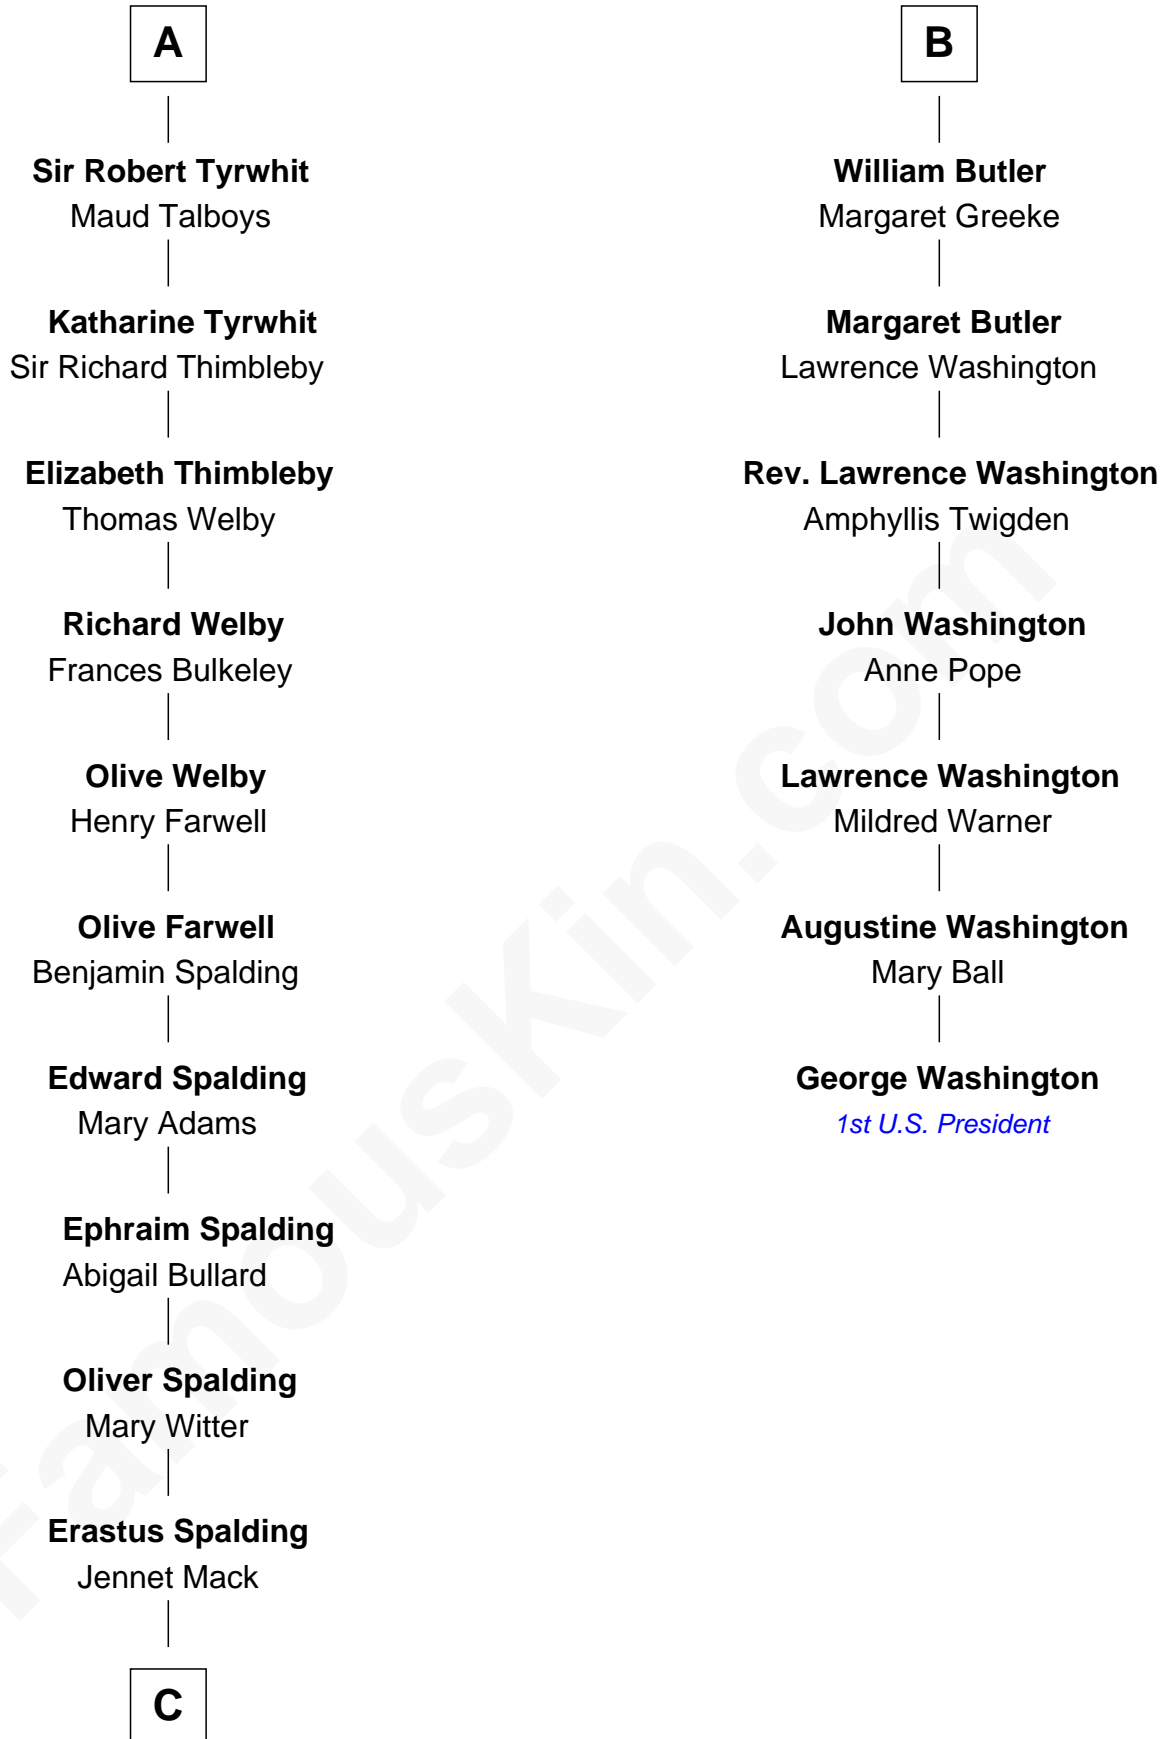 A
Sir Robert Tyrwhit
Maud Talboys
Katharine Tyrwhit
Sir Richard Thimbleby
Elizabeth Thimbleby
Thomas Welby
Richard Welby
Frances Bulkeley
Olive Welby
Henry Farwell
Olive Farwell
Benjamin Spalding
Edward Spalding
Mary Adams
Ephraim Spalding
Abigail Bullard
Oliver Spalding
Mary Witter
Erastus Spalding
Jennet Mack
C
B
William Butler
Margaret Greeke
Margaret Butler
Lawrence Washington
Rev. Lawrence Washington
Amphyllis Twigden
John Washington
Anne Pope
Lawrence Washington
Mildred Warner
Augustine Washington
Mary Ball
George Washington
1st U.S. President
FamousKin.com